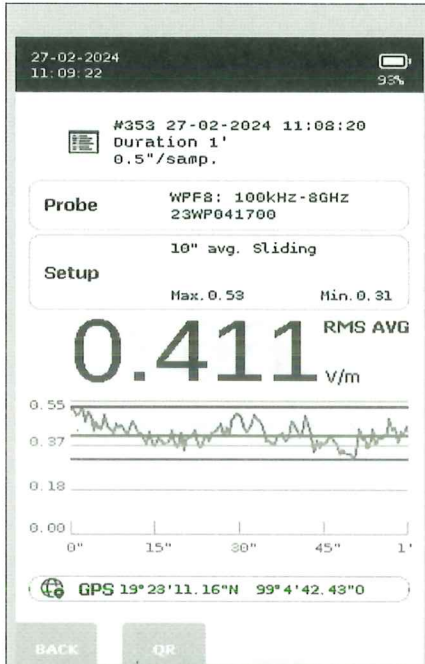 27-02-2024
11:09:22
93%
#353 27-02-2024 11:08:20
Duration 1'
0.5"/samp.
Probe
WPF8: 100kHz-8GHz
23WP041700
Setup
10" avg. Sliding
Max.0.53 Min.0.31
0.411 RMS AVG
V/m
0.55
0.37
0.18
0.00
0" 15" 30" 45" 1'
GPS 19°23'11.16"N 99°4'42.43"O
BACK QR